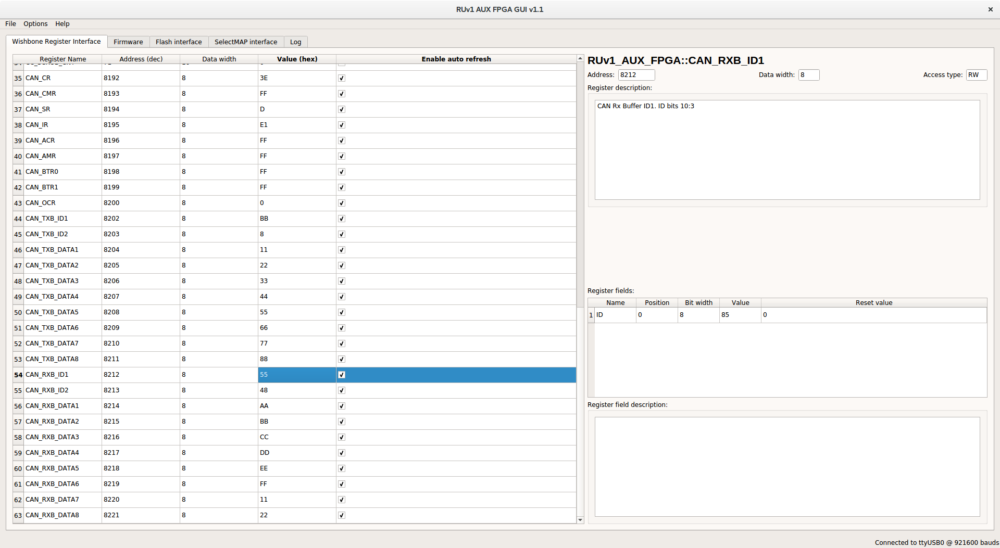 RUv1 AUX FPGA GUI v1.1
File Options Help
Wishbone Register Interface Firmware Flash interface SelectMAP interface Log
Register Name Address (dec) Data width Value (hex) Enable auto refresh
35 CAN_CR 8192 8 3E
36 CAN_CMR 8193 8 FF
37 CAN_SR 8194 8 D
38 CAN_IR 8195 8 E1
39 CAN_ACR 8196 8 FF
40 CAN_AMR 8197 8 FF
41 CAN_BTR0 8198 8 FF
42 CAN_BTR1 8199 8 FF
43 CAN_OCR 8200 8 0
44 CAN_TXB_ID1 8202 8 BB
45 CAN_TXB_ID2 8203 8 8
46 CAN_TXB_DATA1 8204 8 11
47 CAN_TXB_DATA2 8205 8 22
48 CAN_TXB_DATA3 8206 8 33
49 CAN_TXB_DATA4 8207 8 44
50 CAN_TXB_DATA5 8208 8 55
51 CAN_TXB_DATA6 8209 8 66
52 CAN_TXB_DATA7 8210 8 77
53 CAN_TXB_DATA8 8211 8 88
54 CAN_RXB_ID1 8212 8 55
55 CAN_RXB_ID2 8213 8 48
56 CAN_RXB_DATA1 8214 8 AA
57 CAN_RXB_DATA2 8215 8 BB
58 CAN_RXB_DATA3 8216 8 CC
59 CAN_RXB_DATA4 8217 8 DD
60 CAN_RXB_DATA5 8218 8 EE
61 CAN_RXB_DATA6 8219 8 FF
62 CAN_RXB_DATA7 8220 8 11
63 CAN_RXB_DATA8 8221 8 22
RUv1_AUX_FPGA::CAN_RXB_ID1
Address: 8212 Data width: 8 Access type: RW
Register description:
CAN Rx Buffer ID1. ID bits 10:3
Register fields:
Name Position Bit width Value Reset value
1 ID 0 8 85 0
Register field description:
Connected to ttyUSB0 @ 921600 bauds